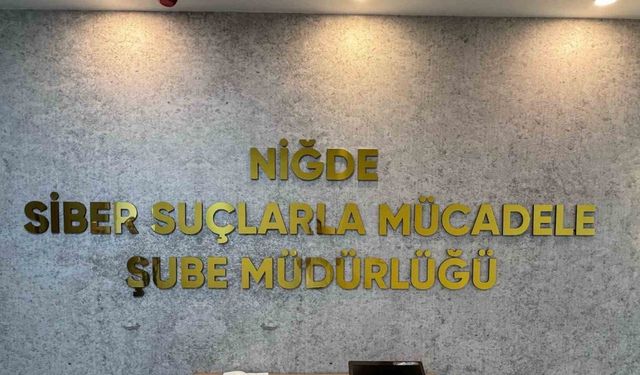 NİĞDE
SİBER SUÇLARLA MÜCADELE
ŞUBE MÜDÜRLÜĞÜ